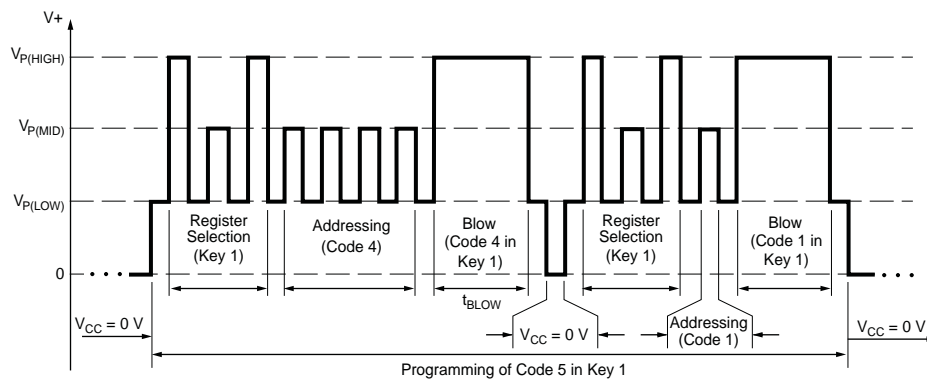 V+
VP(HIGH)
VP(MID)
VP(LOW)
0
Register
Selection
(Key 1)
Addressing
(Code 4)
Blow
(Code 4 in
Key 1)
Register
Selection
(Key 1)
Blow
(Code 1 in
Key 1)
tBLOW
VCC = 0 V
VCC = 0 V
Addressing
(Code 1)
VCC = 0 V
Programming of Code 5 in Key 1